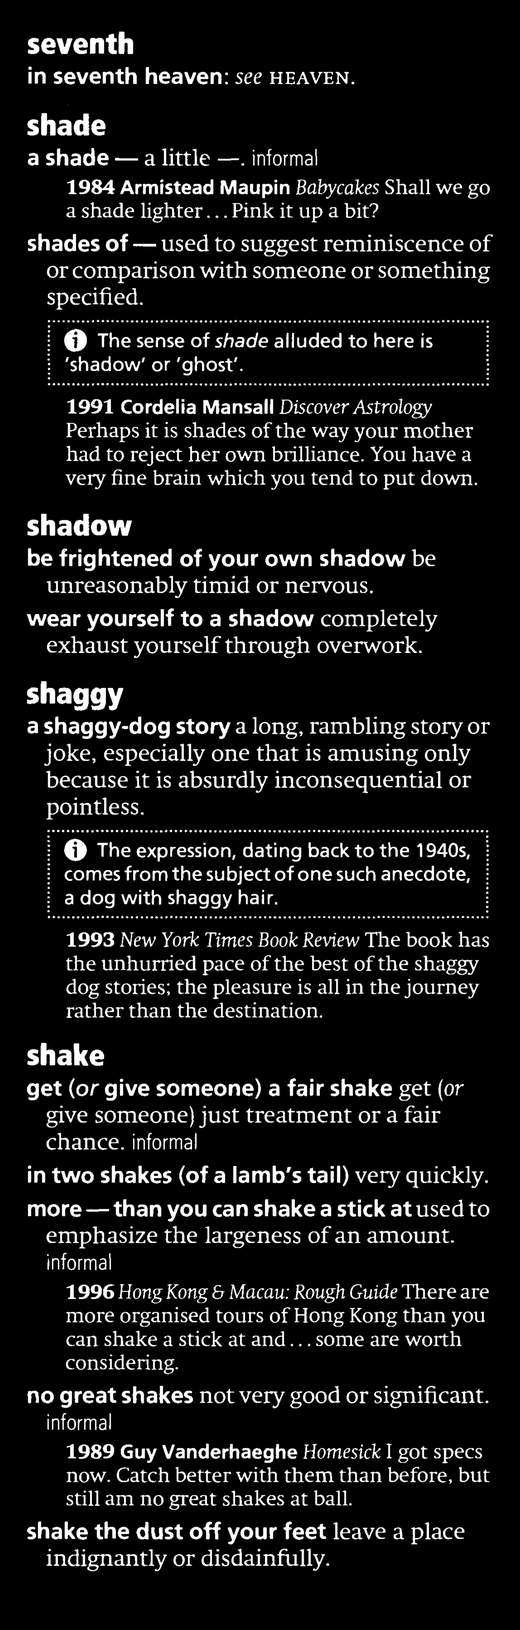 seventh
in seventh heaven: see HEAVEN.
shade
a shade — a little —. informal
1984 Armistead Maupin Babycakes Shall we go
a shade lighter... Pink it up a bit?
shades of — used to suggest reminiscence of
or comparison with someone or something
specified.
The sense of shade alluded to here is
'shadow' or 'ghost'.
1991 Cordelia Mansall Discover Astrology
Perhaps it is shades of the way your mother
had to reject her own brilliance. You have a
very fine brain which you tend to put down.
shadow
be frightened of your own shadow be
unreasonably timid or nervous.
wear yourself to a shadow completely
exhaust yourself through overwork.
shaggy
a shaggy-dog story a long, rambling story or
joke, especially one that is amusing only
because it is absurdly inconsequential or
pointless.
The expression, dating back to the 1940s,
comes from the subject of one such anecdote,
a dog with shaggy hair.
1993 New York Times Book Review The book has
the unhurried pace of the best of the shaggy
dog stories; the pleasure is all in the journey
rather than the destination.
shake
get (or give someone) a fair shake get (or
give someone) just treatment or a fair
chance. informal
in two shakes (of a lamb's tail) very quickly.
more — than you can shake a stick at used to
emphasize the largeness of an amount.
informal
1996 Hong Kong & Macau: Rough Guide There are
more organised tours of Hong Kong than you
can shake a stick at and... some are worth
considering.
no great shakes not very good or significant.
informal
1989 Guy Vanderhaeghe Homesick I got specs
now. Catch better with them than before, but
still am no great shakes at ball.
shake the dust off your feet leave a place
indignantly or disdainfully.